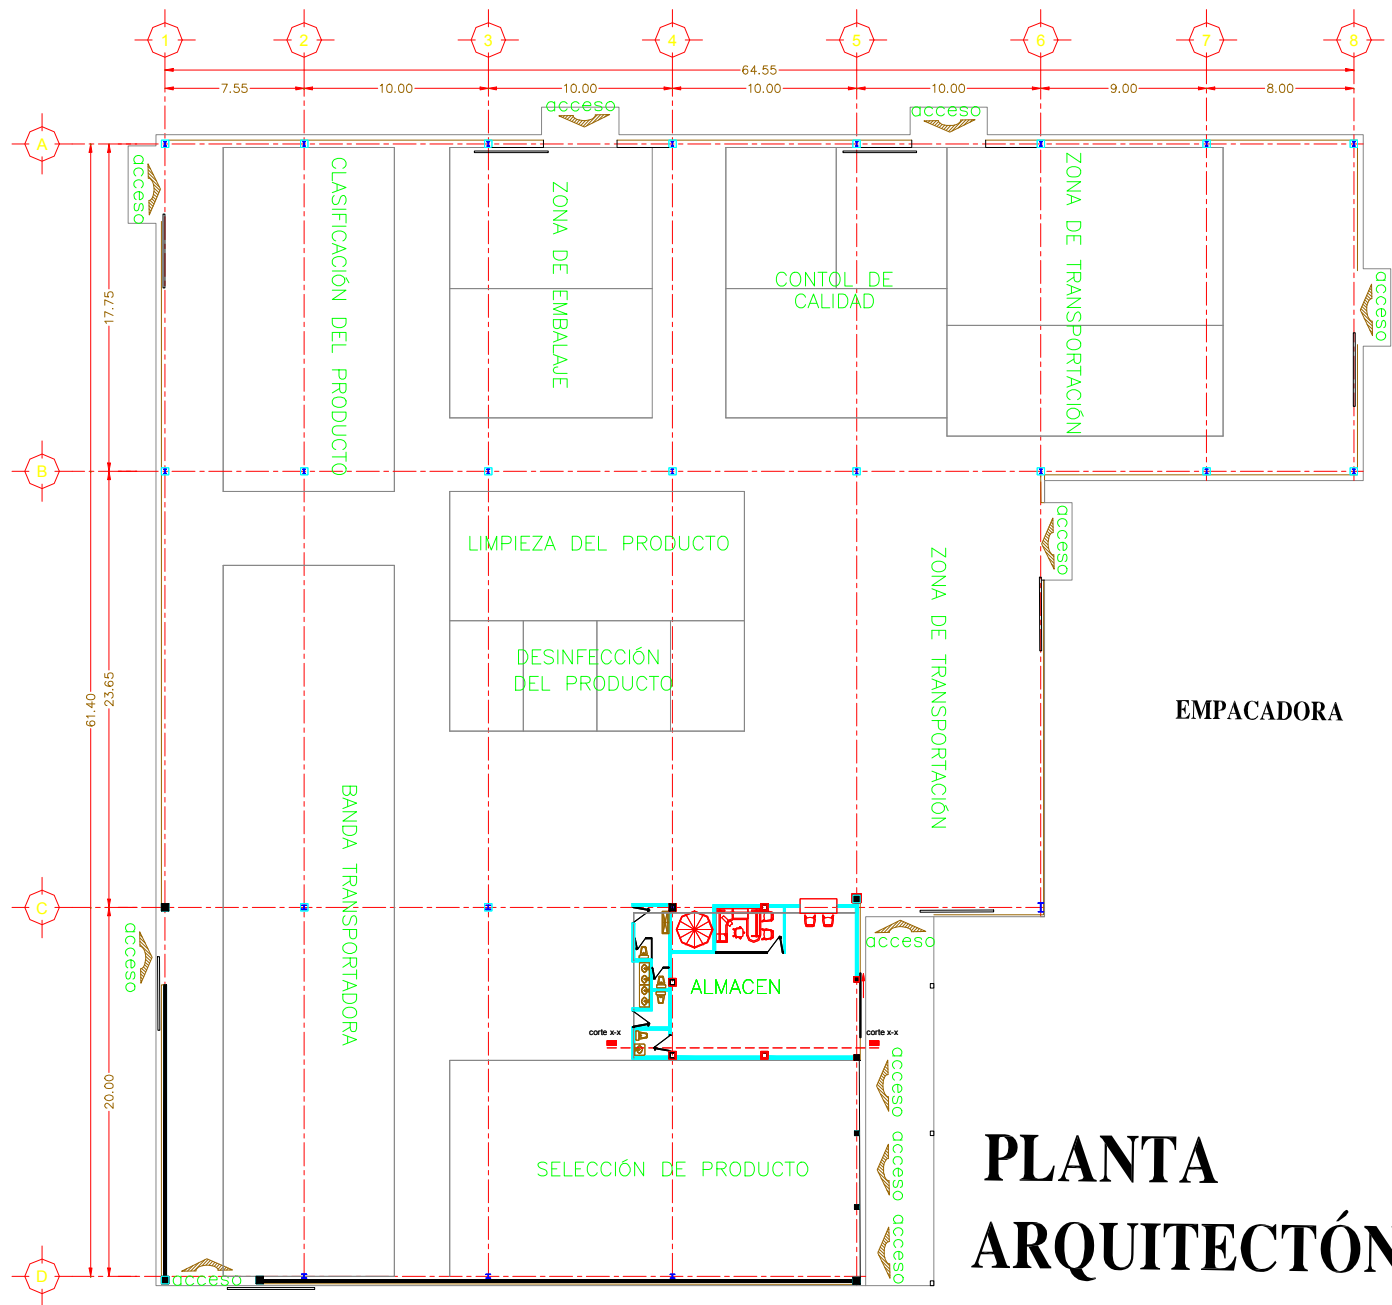 1 2 3 4 5 6 7 8
64.55
7.55 10.00 10.00 10.00 10.00 9.00 8.00
acceso
acceso
A
acceso
CLASIFICACIÓN DEL PRODUCTO
ZONA DE EMBALAJE
CONTOL DE
CALIDAD
ZONA DE TRANSPORTACIÓN
acceso
17.75
B
acceso
LIMPIEZA DEL PRODUCTO
DESINFECCIÓN
DEL PRODUCTO
ZONA DE TRANSPORTACIÓN
61.40
23.65
EMPACADORA
BANDA TRANSPORTADORA
C
acceso
acceso
ALMACEN
corte x-x
corte x-x
20.00
acceso
acceso
acceso
SELECCIÓN DE PRODUCTO
PLANTA
ARQUITECTÓN
D
acceso